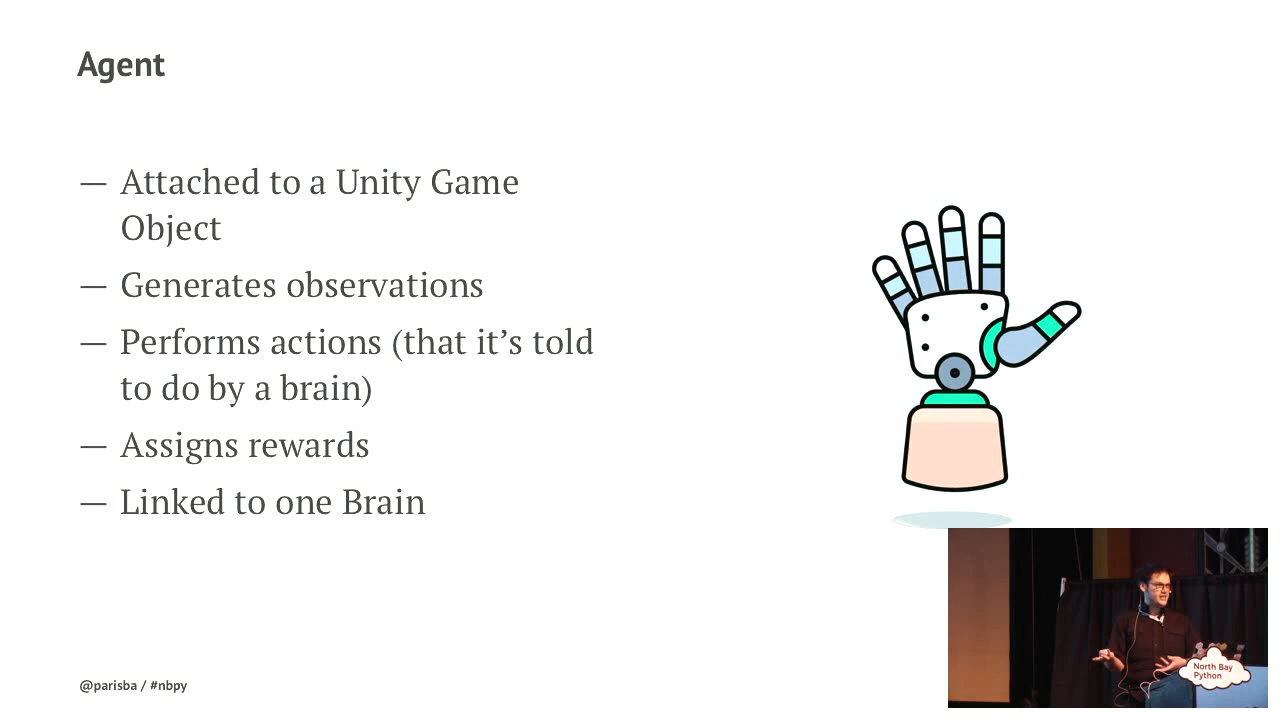 Agent
— Attached to a Unity Game
Object
— Generates observations
— Performs actions (that it’s told
to do by a brain)
— Assigns rewards
— Linked to one Brain
@parisba / #nbpy
North Bay
Python